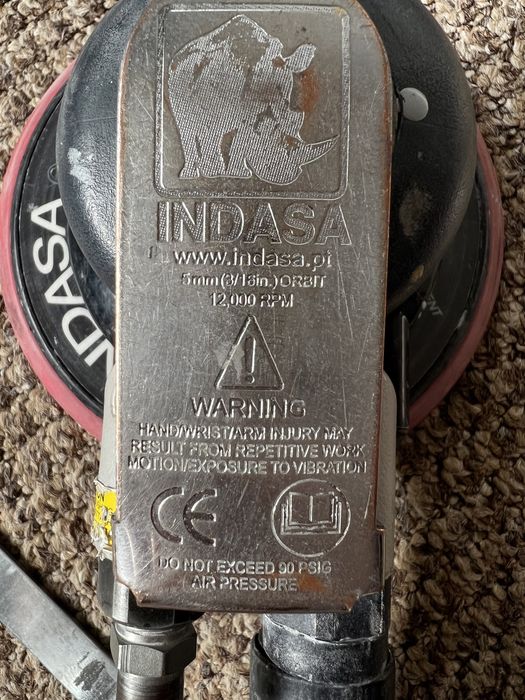 INDASA
www.indasa.pt
5mm(3/16in.) ORBIT
12,000 RPM
WARNING
HAND/WRIST/ARM INJURY MAY
RESULT FROM REPETITIVE WORK
MOTION/EXPOSURE TO VIBRATION
CE
DO NOT EXCEED 90 PSIG
AIR PRESSURE
INDASA